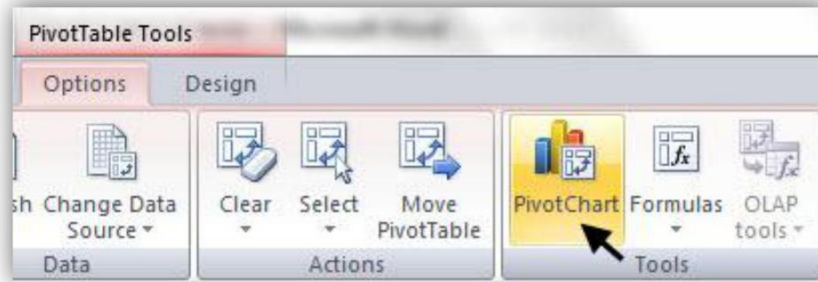 PivotTable Tools
Options Design
sh Change Data Source Clear Select Move PivotTable PivotChart Formulas OLAP tools
Data Actions Tools